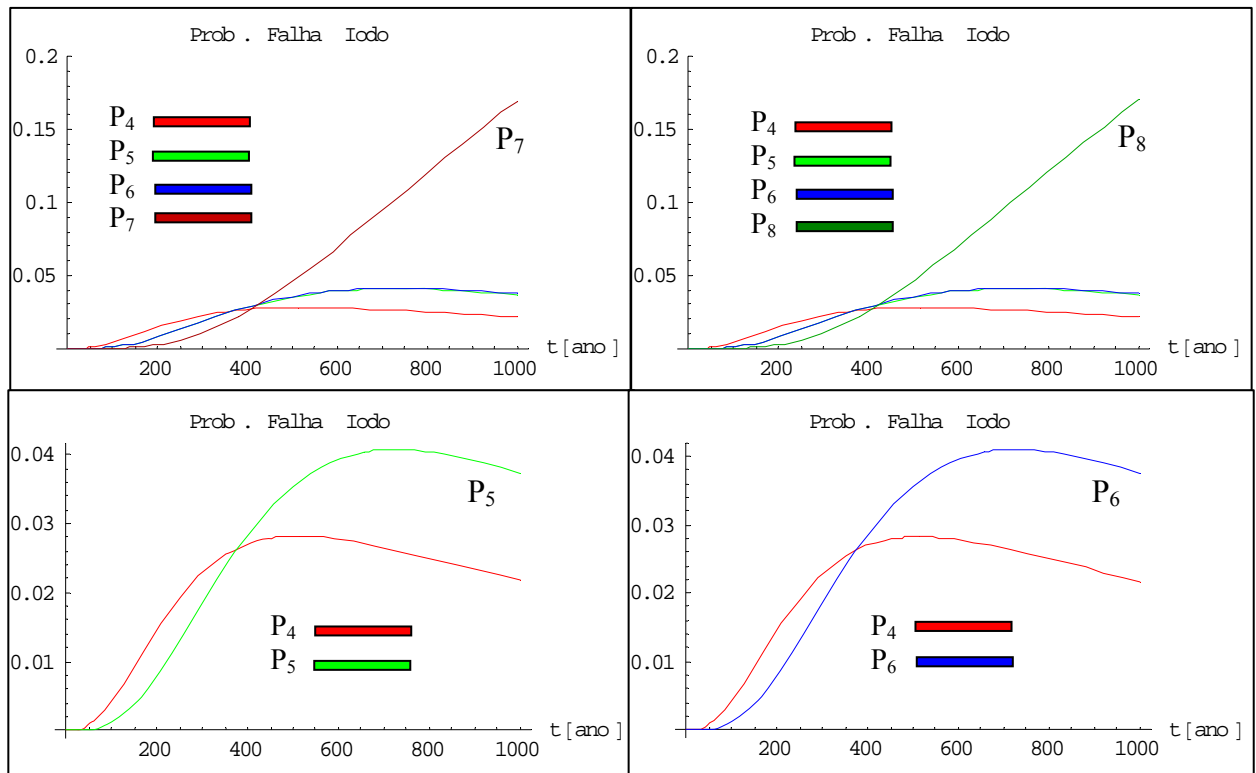 Prob . Falha Iodo
0.2
0.15
0.1
0.05
P4
P5
P6
P7
P7
200 400 600 800 1000
t[ano]
Prob . Falha Iodo
0.2
0.15
0.1
0.05
P4
P5
P6
P8
P8
200 400 600 800 1000
t[ano]
Prob . Falha Iodo
0.04
0.03
0.02
0.01
P5
P4
P5
200 400 600 800 1000
t[ano]
Prob . Falha Iodo
0.04
0.03
0.02
0.01
P6
P4
P6
200 400 600 800 1000
t[ano]